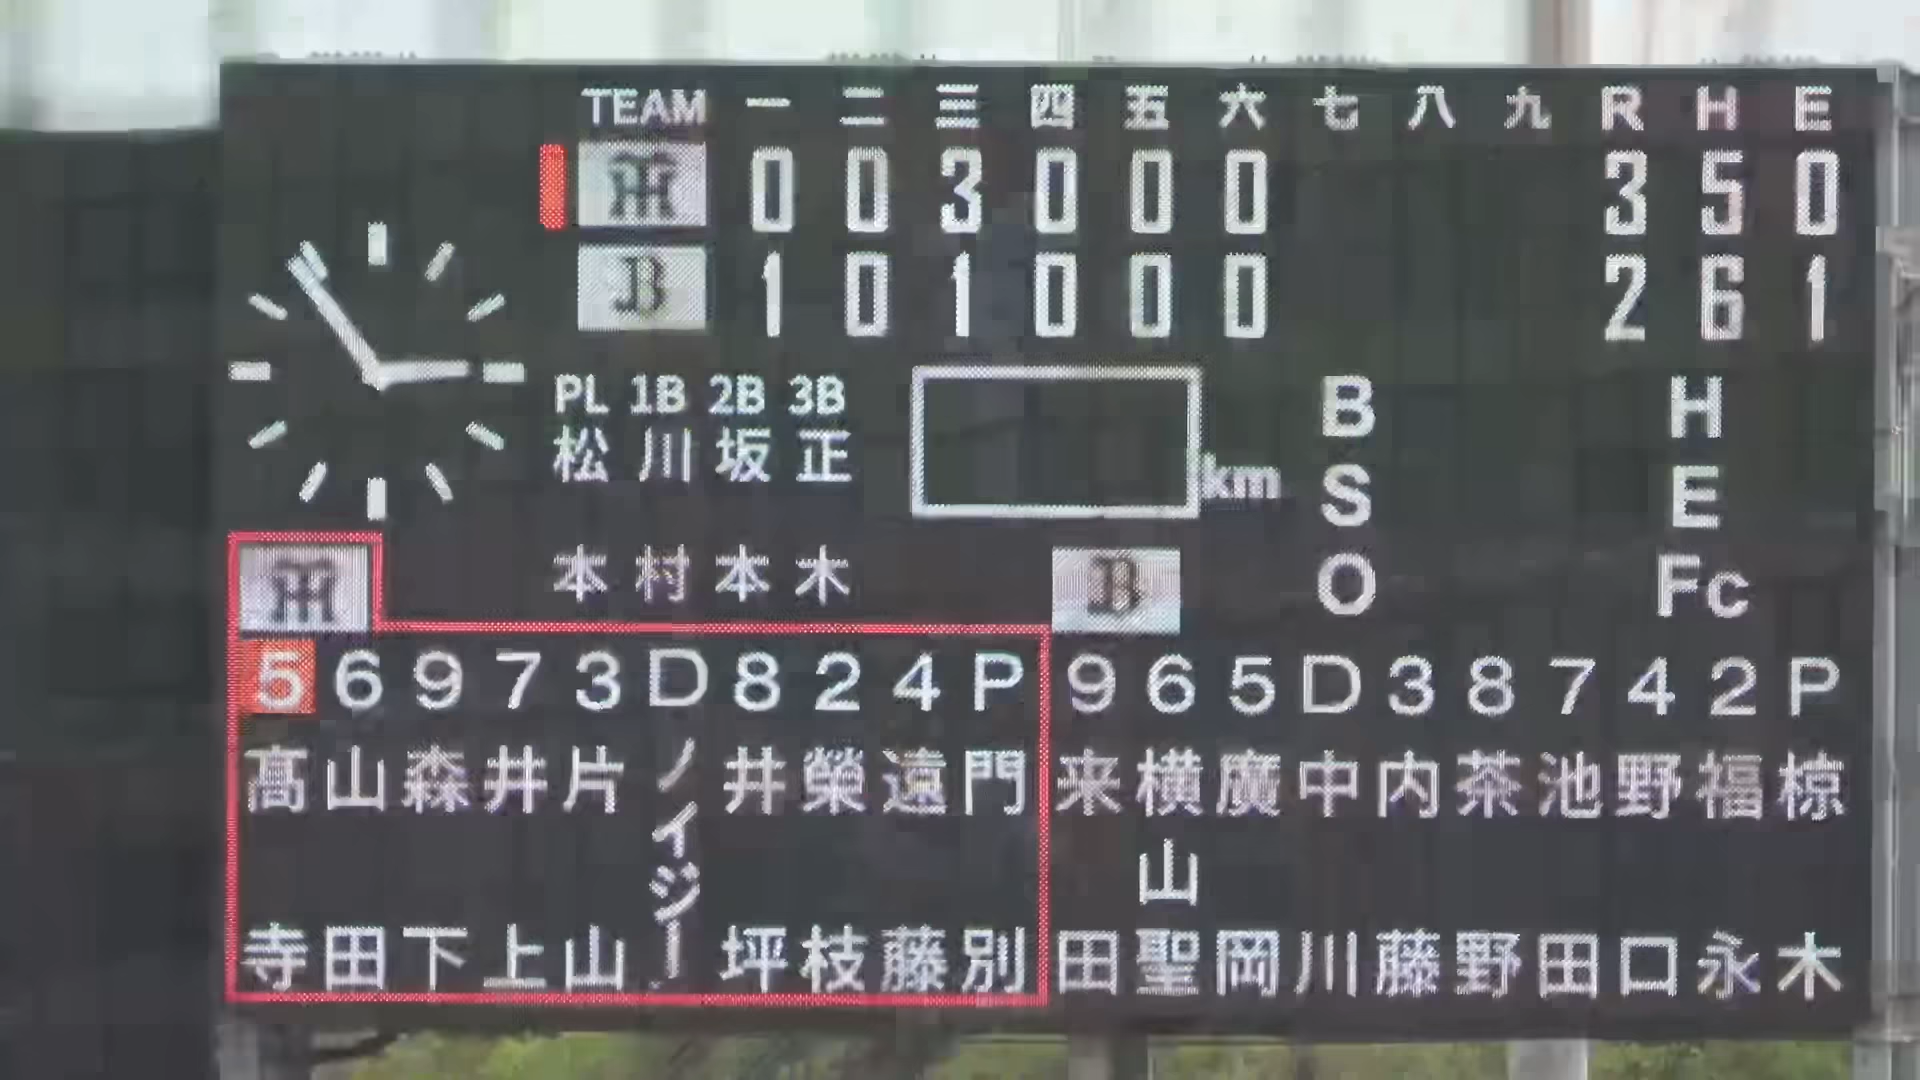 TEAM 一 二 三 四 五 六 七 八 九 R H E
HT 0 0 3 0 0 0 3 5 0
B 1 0 1 0 0 0 2 6 1
PL 1B 2B 3B
松本 川村 坂本 正木
km
B H
S E
O Fc
HT
5 6 9 7 3 D 8 2 4 P
髙寺 山田 森下 井上 片山 ノイジー 井坪 榮枝 遠藤 門別
B
9 6 5 D 3 8 7 4 2 P
来田 横山聖 廣岡 中川 内藤 茶野 池田 野口 福永 椋木